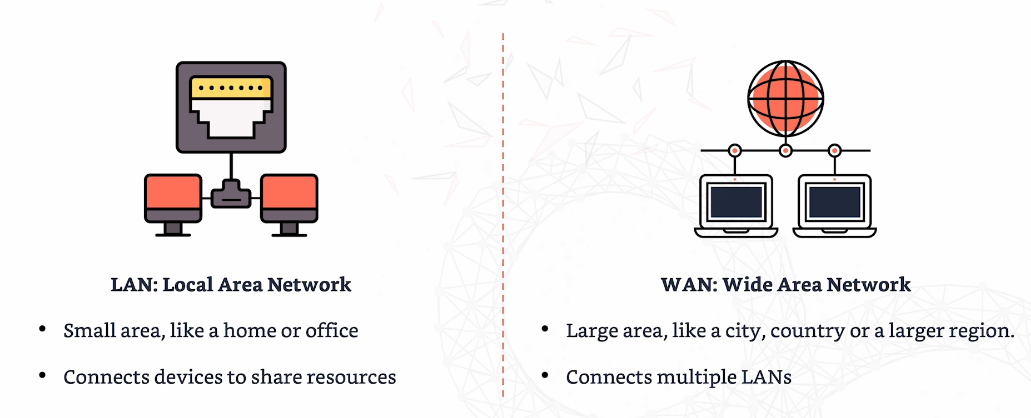 LAN: Local Area Network
• Small area, like a home or office
• Connects devices to share resources
WAN: Wide Area Network
• Large area, like a city, country or a larger region.
• Connects multiple LANs